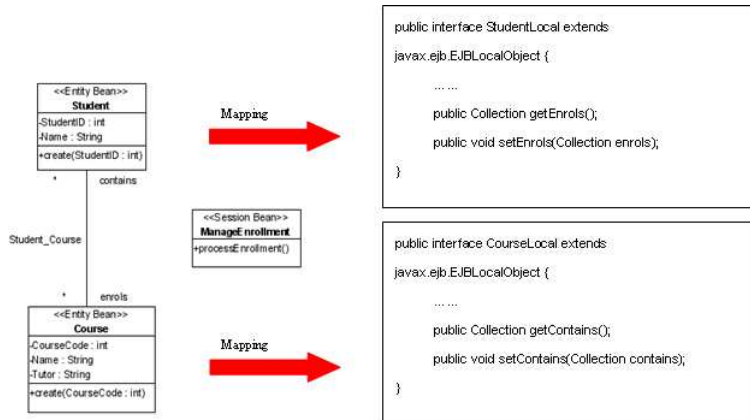 <<Entity Bean>>
Student
-StudentID : int
-Name : String
+create(StudentID : int)
*
contains
Student_Course
*
enrols
<<Entity Bean>>
Course
-CourseCode : int
-Name : String
-Tutor : String
+create(CourseCode : int)
<<Session Bean>>
ManageEnrollment
+processEnrollment()
Mapping
Mapping
public interface StudentLocal extends
javax.ejb.EJBLocalObject {
... ...
public Collection getEnrols();
public void setEnrols(Collection enrols);
}
public interface CourseLocal extends
javax.ejb.EJBLocalObject {
... ...
public Collection getContains();
public void setContains(Collection contains);
}